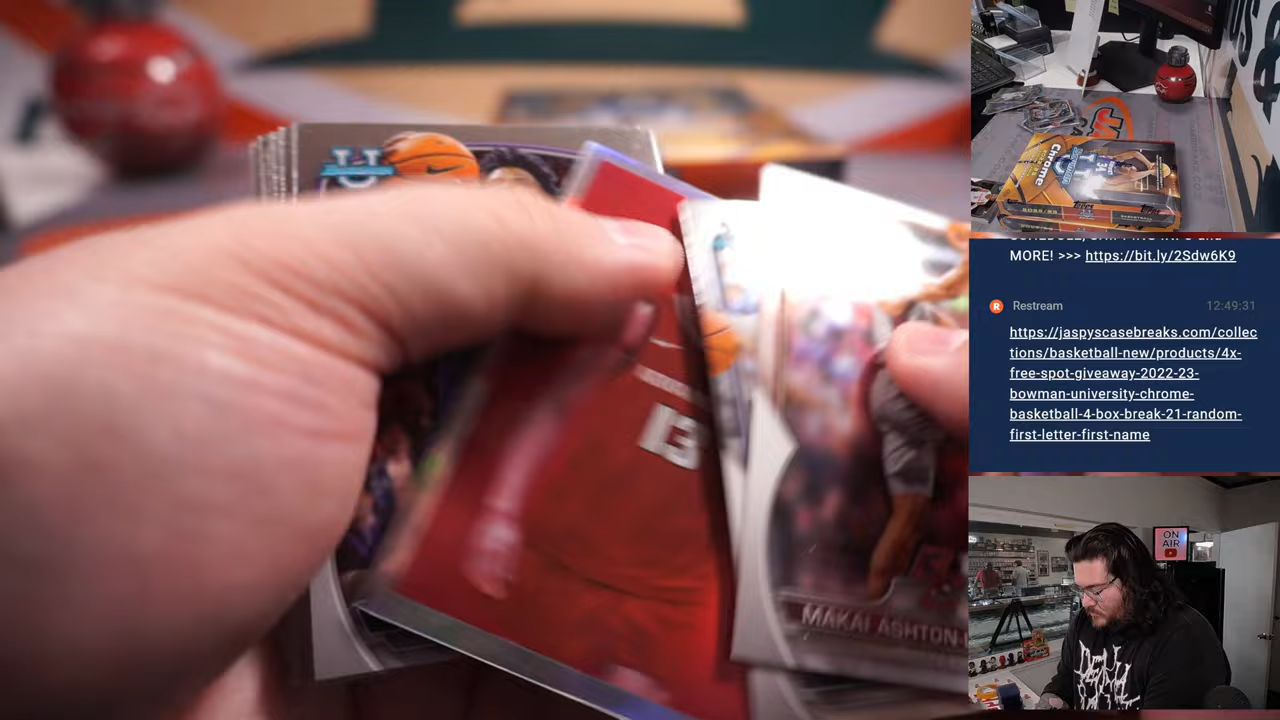 13
MAKAI ASHTON
MORE! >>> https://bit.ly/2Sdw6K9
Restream
12:49:31
https://jaspyscasebreaks.com/collec
tions/basketball-new/products/4x-
free-spot-giveaway-2022-23-
bowman-university-chrome-
basketball-4-box-break-21-random-
first-letter-first-name
Chrome
ON
AIR